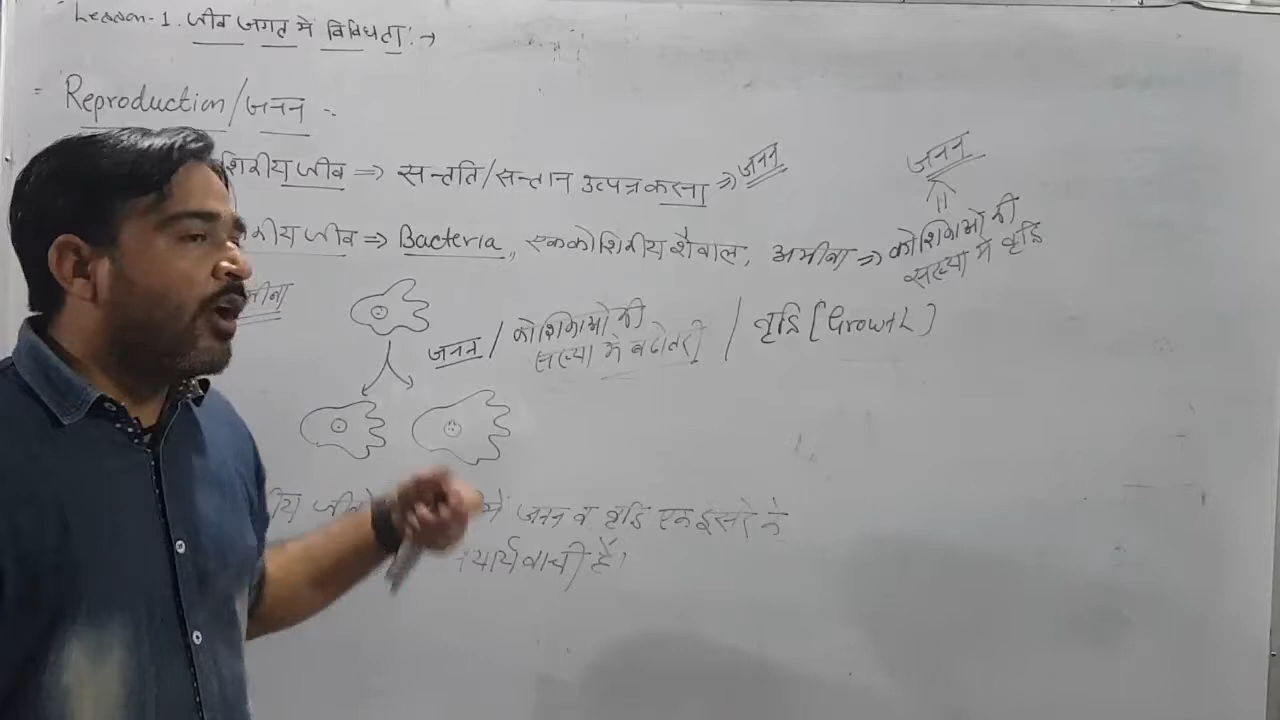 Lesson-1. जीव जगत मे विविधता :→
Reproduction/जनन :-
शिकीय जीव => सन्तति/सन्तान उत्पन्न करना => जनन
कीय जीव => Bacteria, एककोशिकीय शैवाल, अमीबा => कोशिकाओ की
संख्या मे वृद्धि
जनन
मीबा
जनन / कोशिकाओ की
संख्या मे बढोतरी / वृद्धि [Growth]
कीय जीवो मे जनन व वृद्धि एक दूसरे के
पर्यायवाची है।